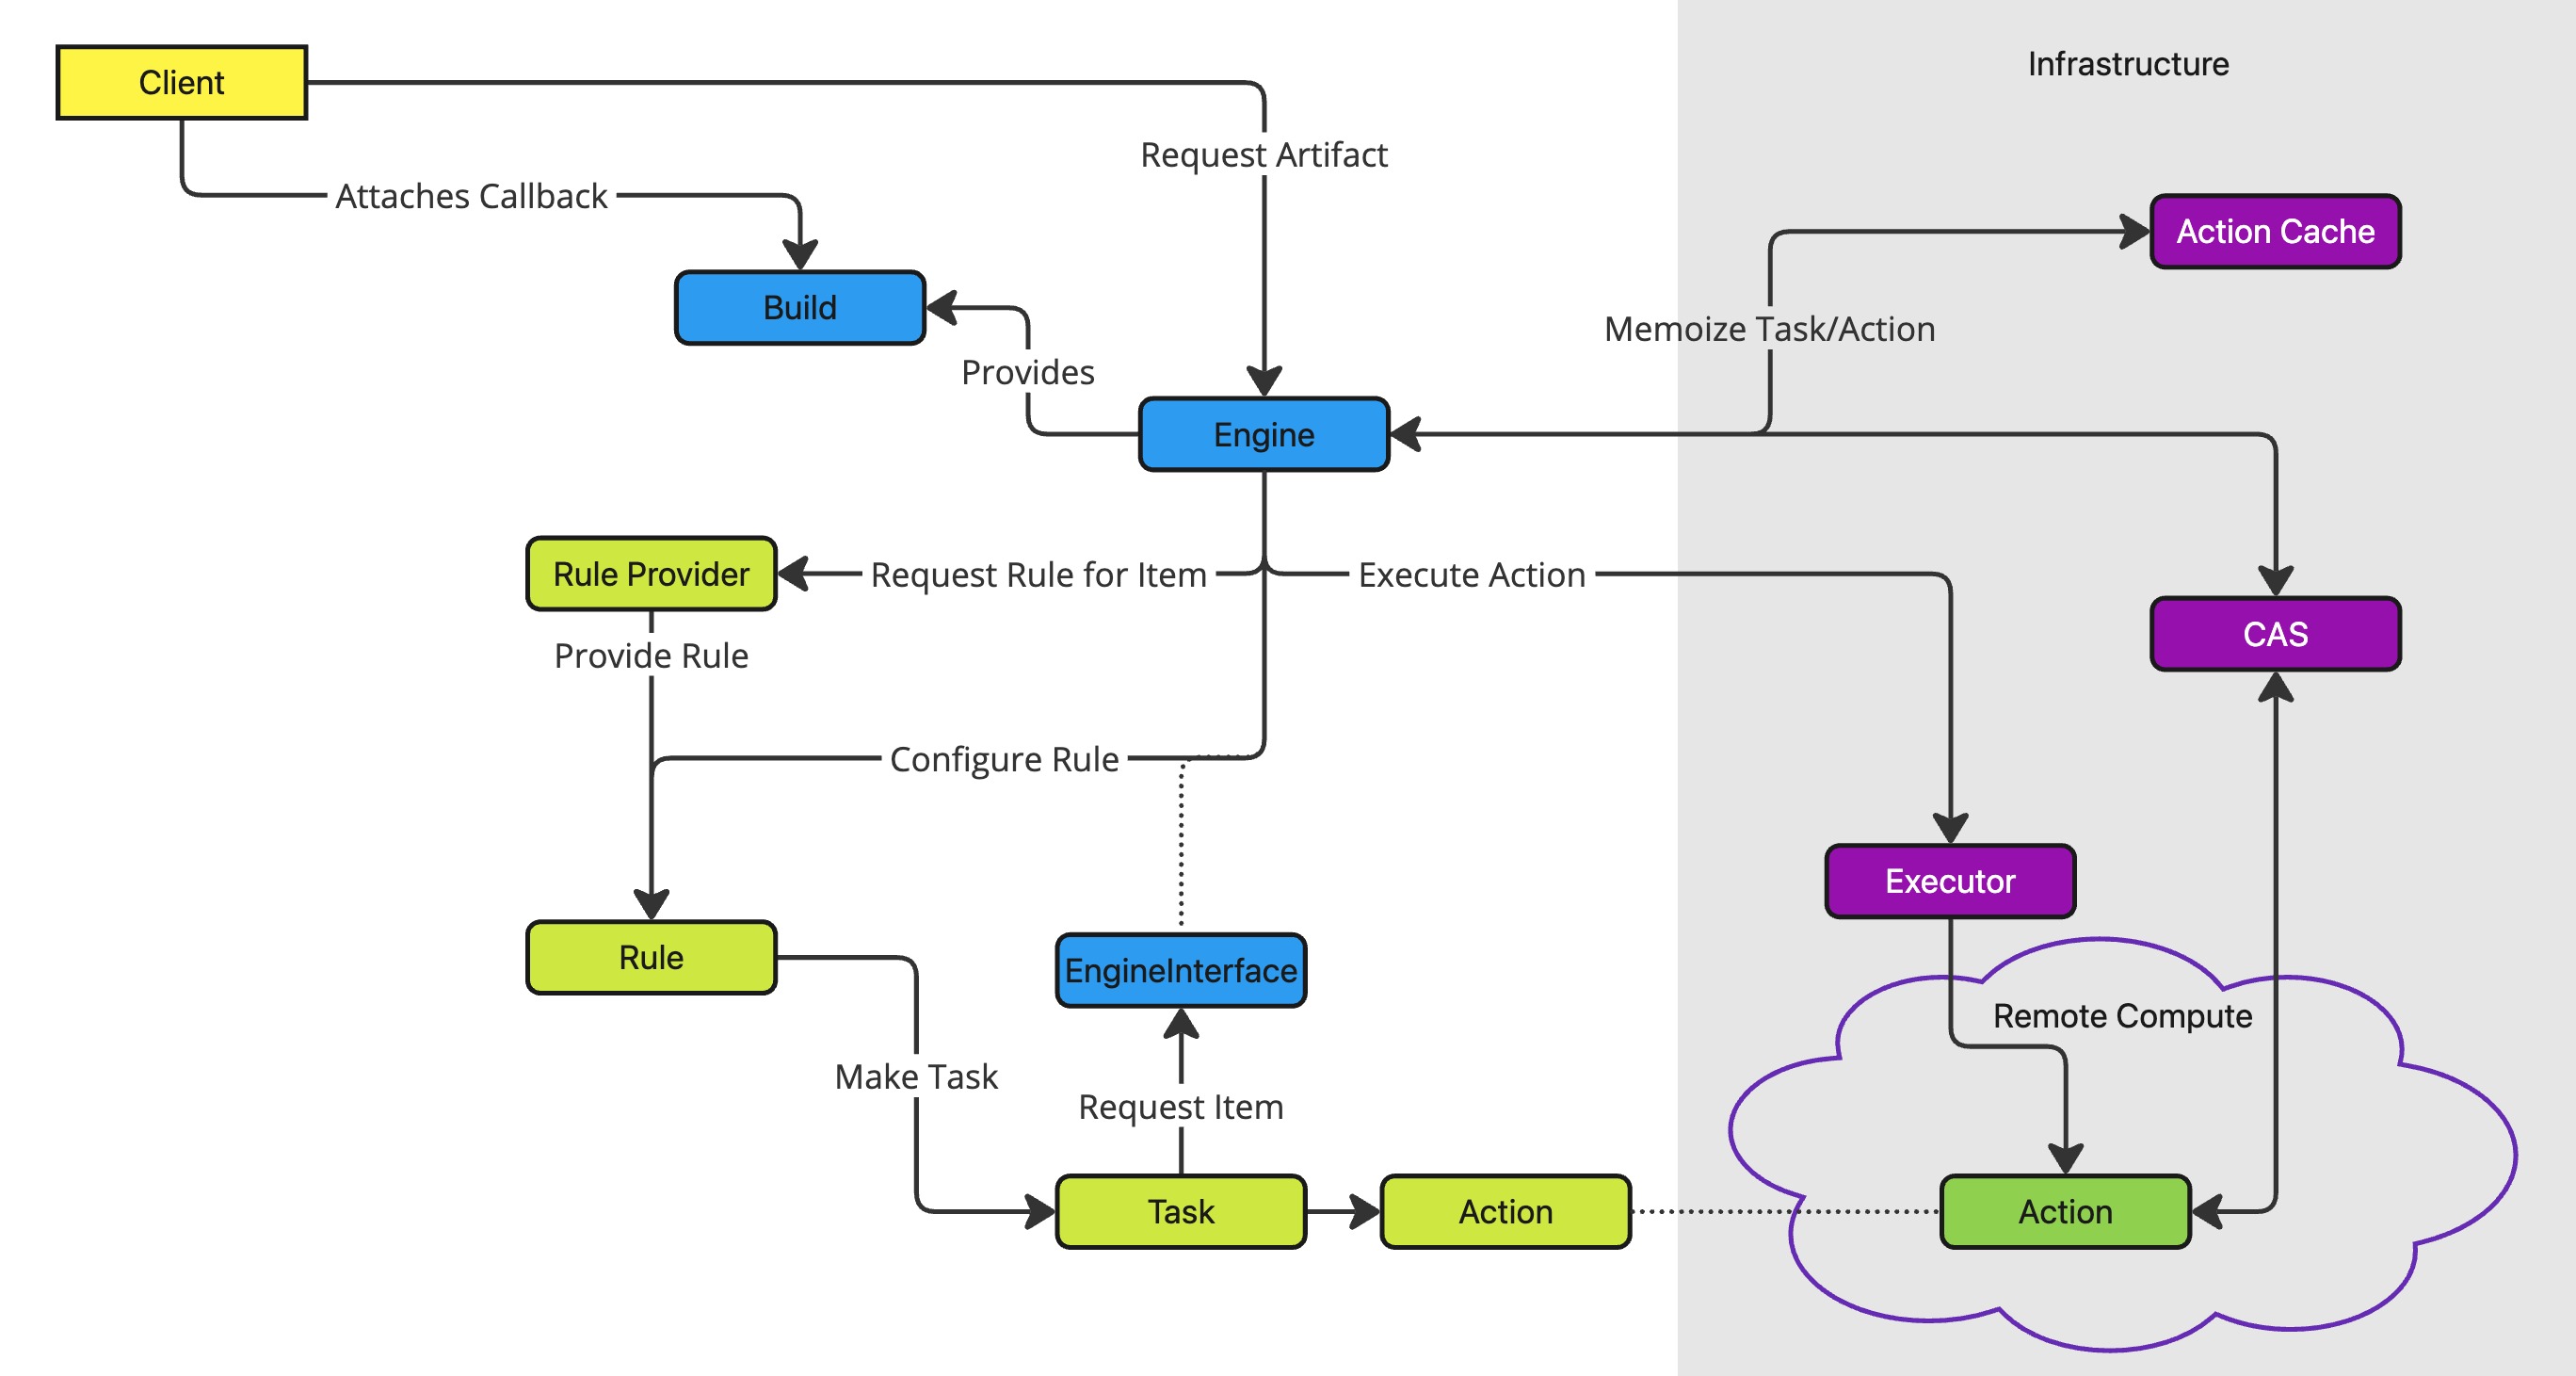 Client
Infrastructure
Request Artifact
Attaches Callback
Action Cache
Build
Memoize Task/Action
Provides
Engine
Rule Provider
Request Rule for Item
Execute Action
CAS
Provide Rule
Configure Rule
Executor
Rule
EngineInterface
Remote Compute
Make Task
Request Item
Task
Action
Action